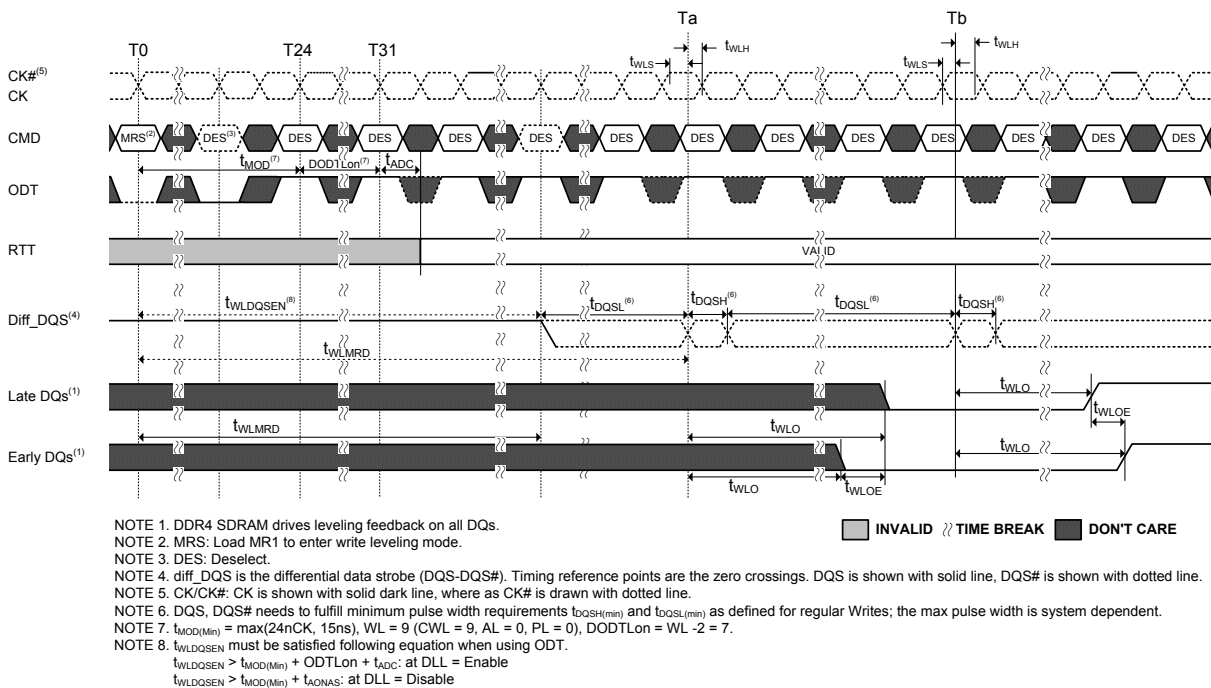 Ta Tb
T0 T24 T31 tWLH tWLH
tWLS tWLS
CK#(5)
CK
CMD MRS(2) DES(3) DES DES DES DES DES DES DES DES DES DES DES DES
tMOD(7) DODTLon(7) tADC
ODT
RTT VALID
tWLDQSEN(8) tDQSL(6) tDQSH(6) tDQSL(6) tDQSH(6)
Diff_DQS(4)
tWLMRD
Late DQs(1) tWLO
tWLOE
tWLMRD tWLO
Early DQs(1) tWLO
tWLO tWLOE
NOTE 1. DDR4 SDRAM drives leveling feedback on all DQs.
INVALID TIME BREAK DON'T CARE
NOTE 2. MRS: Load MR1 to enter write leveling mode.
NOTE 3. DES: Deselect.
NOTE 4. diff_DQS is the differential data strobe (DQS-DQS#). Timing reference points are the zero crossings. DQS is shown with solid line, DQS# is shown with dotted line.
NOTE 5. CK/CK#: CK is shown with solid dark line, where as CK# is drawn with dotted line.
NOTE 6. DQS, DQS# needs to fulfill minimum pulse width requirements tDQSH(min) and tDQSL(min) as defined for regular Writes; the max pulse width is system dependent.
NOTE 7. tMOD(Min) = max(24nCK, 15ns), WL = 9 (CWL = 9, AL = 0, PL = 0), DODTLon = WL -2 = 7.
NOTE 8. tWLDQSEN must be satisfied following equation when using ODT.
tWLDQSEN > tMOD(Min) + ODTLon + tADC: at DLL = Enable
tWLDQSEN > tMOD(Min) + tAONAS: at DLL = Disable